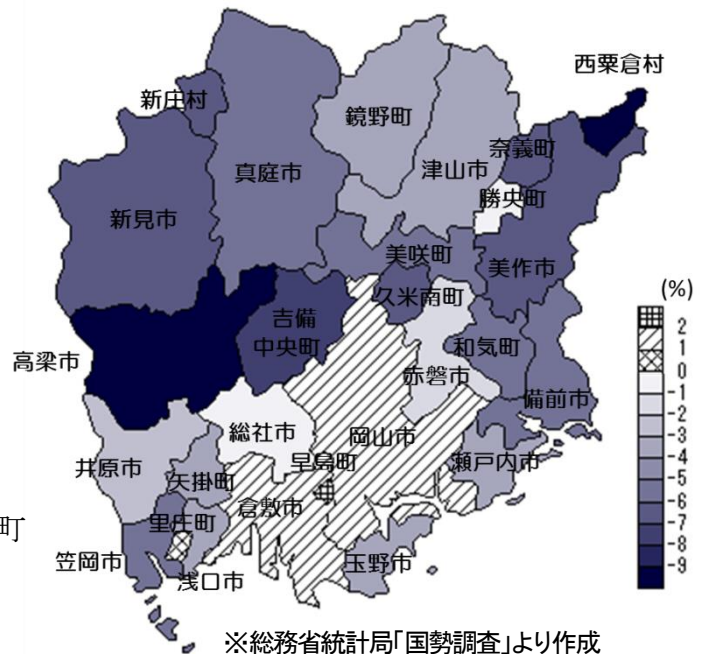 西粟倉村
新庄村
鏡野町
奈義町
津山市
真庭市
勝央町
新見市
美咲町
美作市
久米南町
吉備
中央町
和気町
高梁市
赤磐市
備前市
総社市
岡山市
井原市
早島町
瀬戸内市
矢掛町
倉敷市
里庄町
町
笠岡市
玉野市
浅口市
(%)
2
1
0
-1
-2
-3
-4
-5
-6
-7
-8
-9
※総務省統計局「国勢調査」より作成